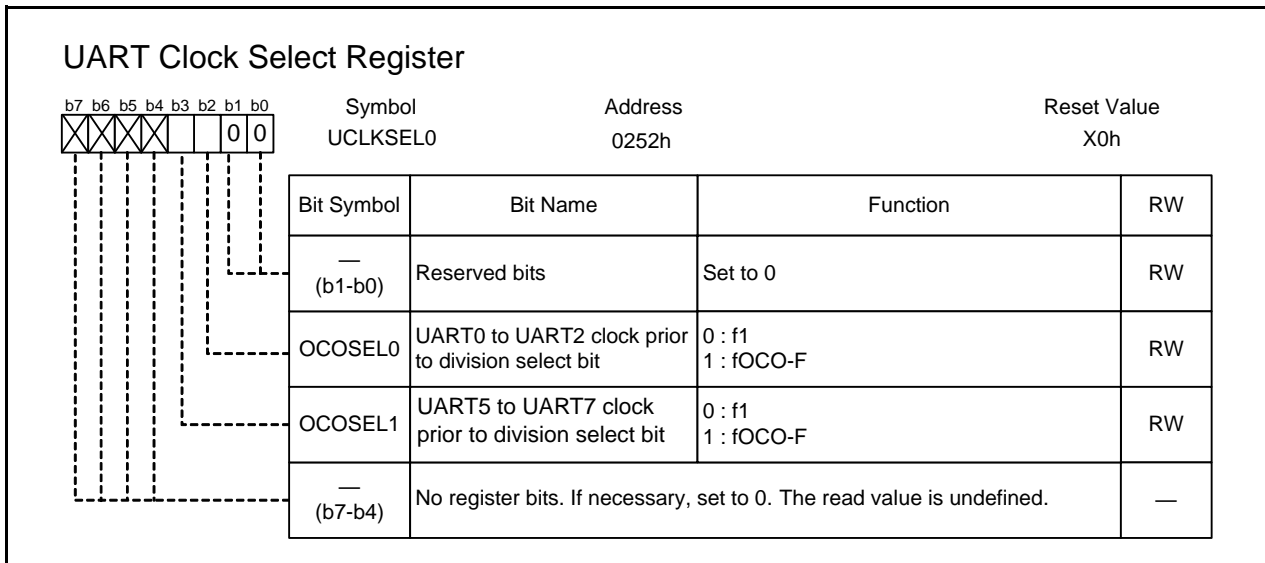 UART Clock Select Register
b7 b6 b5 b4 b3 b2 b1 b0
0 0
Symbol Address Reset Value
UCLKSEL0 0252h X0h
Bit Symbol Bit Name Function RW
—
(b1-b0) Reserved bits Set to 0 RW
OCOSEL0 UART0 to UART2 clock prior
to division select bit 0 : f1
1 : fOCO-F RW
OCOSEL1 UART5 to UART7 clock
prior to division select bit 0 : f1
1 : fOCO-F RW
—
(b7-b4) No register bits. If necessary, set to 0. The read value is undefined. —